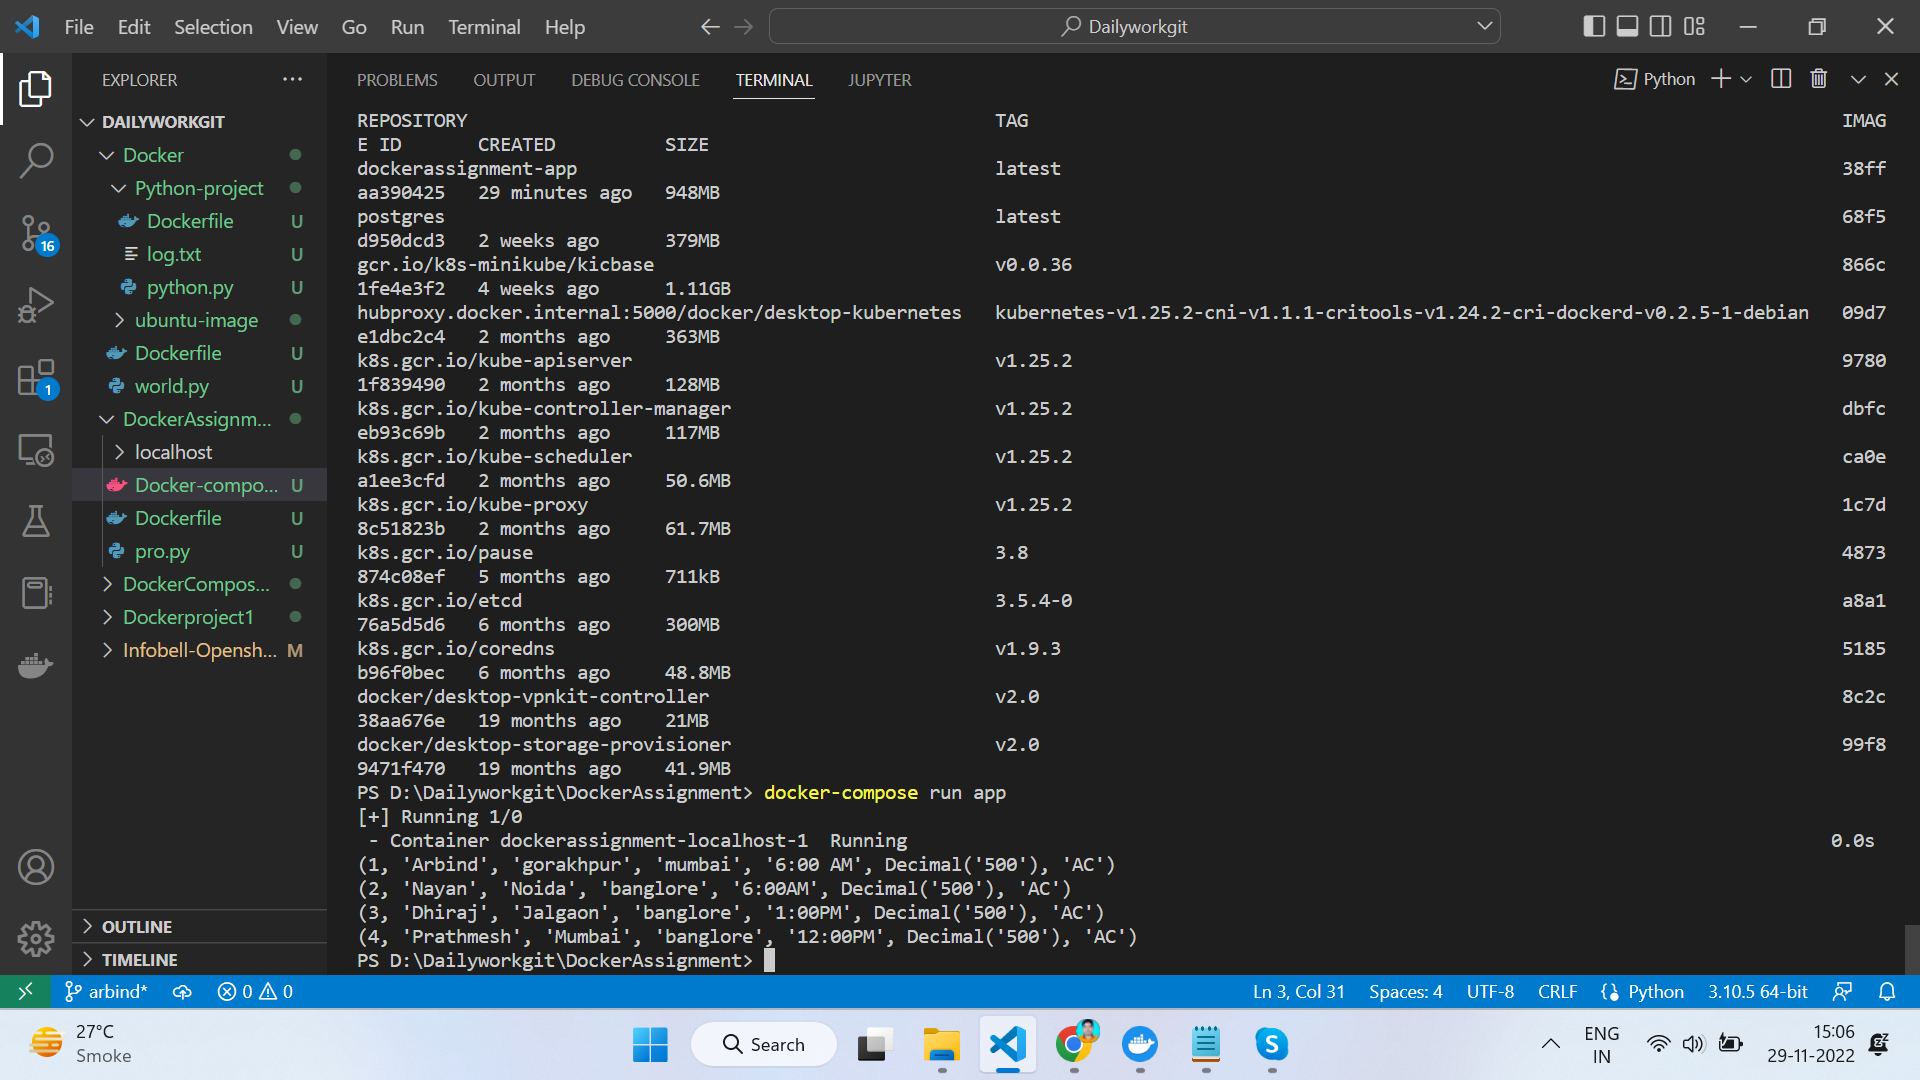 File Edit Selection View Go Run Terminal Help
Dailyworkgit
EXPLORER
PROBLEMS OUTPUT DEBUG CONSOLE TERMINAL JUPYTER
Python
DAILYWORKGIT
Docker
Python-project
Dockerfile U
log.txt U
python.py U
ubuntu-image
Dockerfile U
world.py U
DockerAssignm...
localhost
Docker-compo... U
Dockerfile U
pro.py U
DockerCompos...
Dockerproject1
Infobell-Opensh... M
16
1
OUTLINE
TIMELINE
REPOSITORY TAG IMAG
E ID CREATED SIZE
dockerassignment-app latest 38ff
aa390425 29 minutes ago 948MB
postgres latest 68f5
d950dcd3 2 weeks ago 379MB
gcr.io/k8s-minikube/kicbase v0.0.36 866c
1fe4e3f2 4 weeks ago 1.11GB
hubproxy.docker.internal:5000/docker/desktop-kubernetes kubernetes-v1.25.2-cni-v1.1.1-critools-v1.24.2-cri-dockerd-v0.2.5-1-debian 09d7
e1dbc2c4 2 months ago 363MB
k8s.gcr.io/kube-apiserver v1.25.2 9780
1f839490 2 months ago 128MB
k8s.gcr.io/kube-controller-manager v1.25.2 dbfc
eb93c69b 2 months ago 117MB
k8s.gcr.io/kube-scheduler v1.25.2 ca0e
a1ee3cfd 2 months ago 50.6MB
k8s.gcr.io/kube-proxy v1.25.2 1c7d
8c51823b 2 months ago 61.7MB
k8s.gcr.io/pause 3.8 4873
874c08ef 5 months ago 711kB
k8s.gcr.io/etcd 3.5.4-0 a8a1
76a5d5d6 6 months ago 300MB
k8s.gcr.io/coredns v1.9.3 5185
b96f0bec 6 months ago 48.8MB
docker/desktop-vpnkit-controller v2.0 8c2c
38aa676e 19 months ago 21MB
docker/desktop-storage-provisioner v2.0 99f8
9471f470 19 months ago 41.9MB
PS D:\Dailyworkgit\DockerAssignment> docker-compose run app
[+] Running 1/0
- Container dockerassignment-localhost-1 Running 0.0s
(1, 'Arbind', 'gorakhpur', 'mumbai', '6:00 AM', Decimal('500'), 'AC')
(2, 'Nayan', 'Noida', 'banglore', '6:00AM', Decimal('500'), 'AC')
(3, 'Dhiraj', 'Jalgaon', 'banglore', '1:00PM', Decimal('500'), 'AC')
(4, 'Prathmesh', 'Mumbai', 'banglore', '12:00PM', Decimal('500'), 'AC')
PS D:\Dailyworkgit\DockerAssignment>
arbind* 0 0 Ln 3, Col 31 Spaces: 4 UTF-8 CRLF Python 3.10.5 64-bit
27°C
Smoke
Search
ENG
IN
15:06
29-11-2022